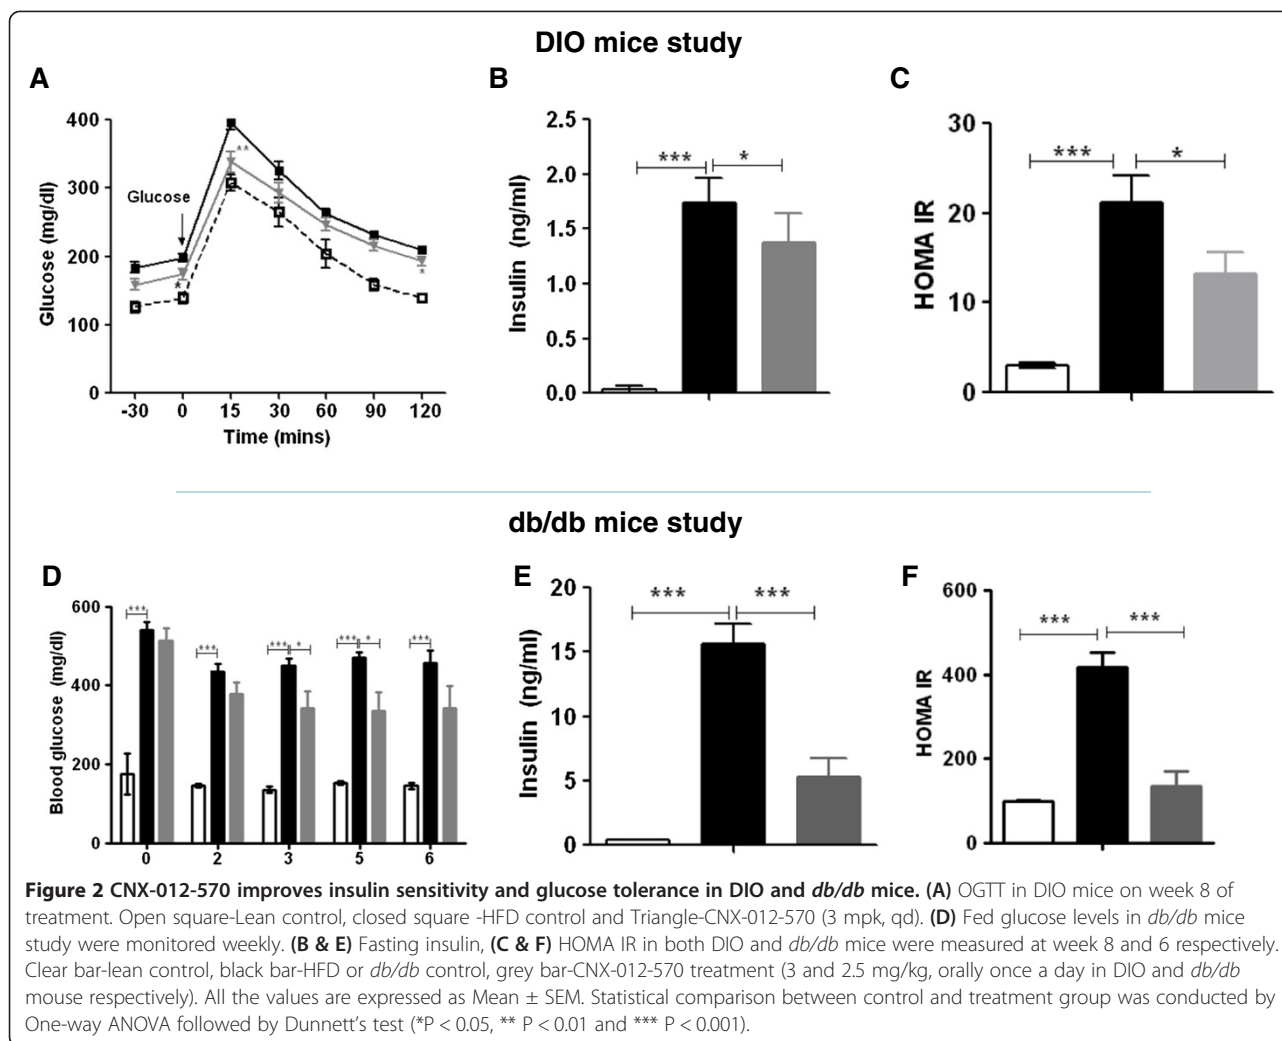 DIO mice study
A
B
C
400
300
200
100
0
Glucose (mg/dl)
Glucose
**
*
*
-30 0 15 30 60 90 120
Time (mins)
2.5
2.0
1.5
1.0
0.5
0.0
Insulin (ng/ml)
*** *
30
20
10
0
HOMA IR
*** *
db/db mice study
D
E
F
600
400
200
0
Blood glucose (mg/dl)
*** *** *** * *** * ***
0 2 3 5 6
20
15
10
5
0
Insulin (ng/ml)
*** ***
600
400
200
0
HOMA IR
*** ***
Figure 2 CNX-012-570 improves insulin sensitivity and glucose tolerance in DIO and db/db mice. (A) OGTT in DIO mice on week 8 of
treatment. Open square-Lean control, closed square -HFD control and Triangle-CNX-012-570 (3 mpk, qd). (D) Fed glucose levels in db/db mice
study were monitored weekly. (B & E) Fasting insulin, (C & F) HOMA IR in both DIO and db/db mice were measured at week 8 and 6 respectively.
Clear bar-lean control, black bar-HFD or db/db control, grey bar-CNX-012-570 treatment (3 and 2.5 mg/kg, orally once a day in DIO and db/db
mouse respectively). All the values are expressed as Mean ± SEM. Statistical comparison between control and treatment group was conducted by
One-way ANOVA followed by Dunnett's test (*P < 0.05, ** P < 0.01 and *** P < 0.001).